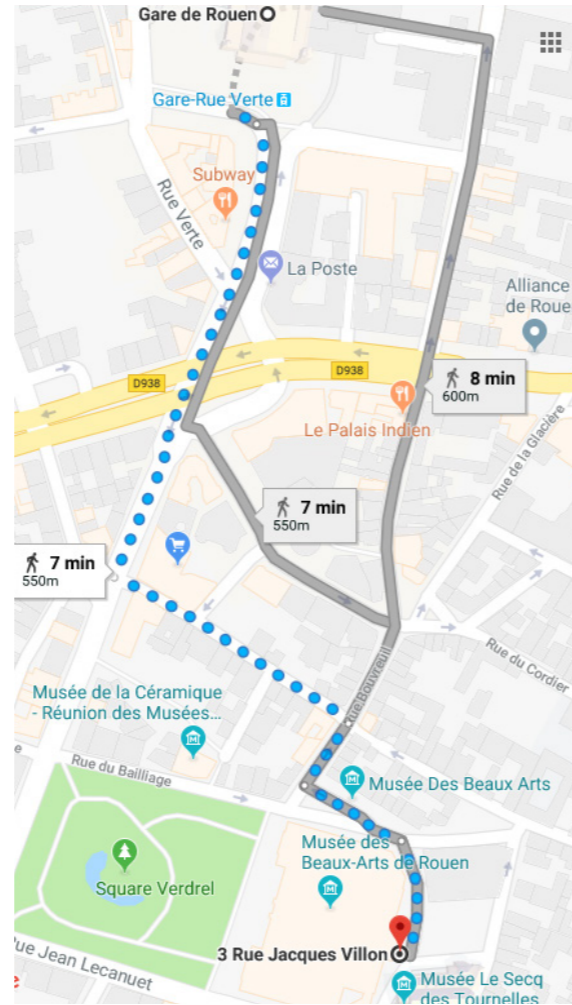 Gare de Rouen
Gare-Rue Verte
Subway
Rue Verte
La Poste
Alliance
de Roue
D938
D938
8 min
600m
Le Palais Indien
Rue de la Glacière
7 min
550m
7 min
550m
Rue Bouvreuil
Rue du Cordier
Musée de la Céramique
- Réunion des Musées...
Rue du Bailliage
Musée Des Beaux Arts
Musée des
Beaux-Arts de Rouen
Square Verdrel
3 Rue Jacques Villon
Rue Jean Lecanuet
Musée Le Secq
des Tournelles